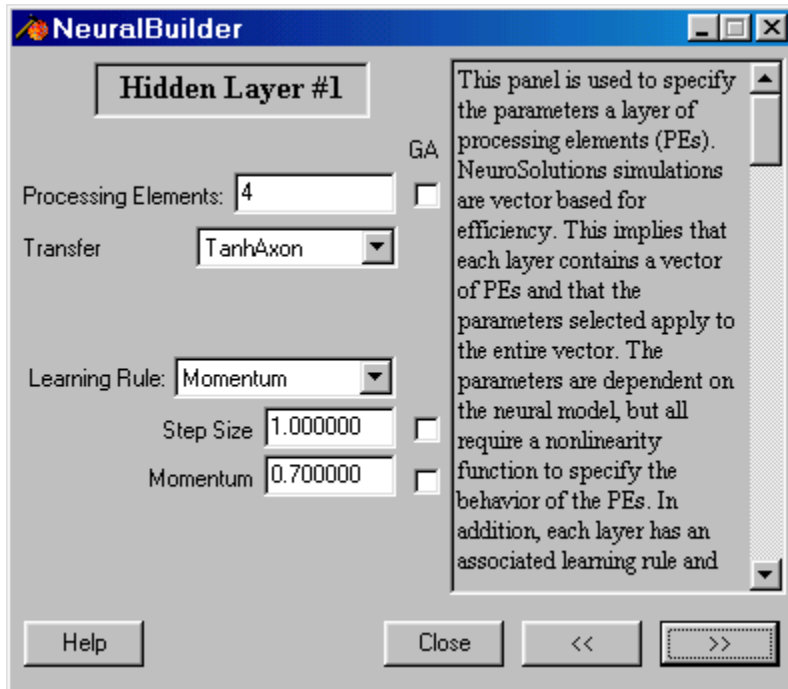 NeuralBuilder
Hidden Layer #1
GA
Processing Elements: 4
Transfer TanhAxon
Learning Rule: Momentum
Step Size 1.000000
Momentum 0.700000
This panel is used to specify
the parameters a layer of
processing elements (PEs).
NeuroSolutions simulations
are vector based for
efficiency. This implies that
each layer contains a vector
of PEs and that the
parameters selected apply to
the entire vector. The
parameters are dependent on
the neural model, but all
require a nonlinearity
function to specify the
behavior of the PEs. In
addition, each layer has an
associated learning rule and
Help Close << >>